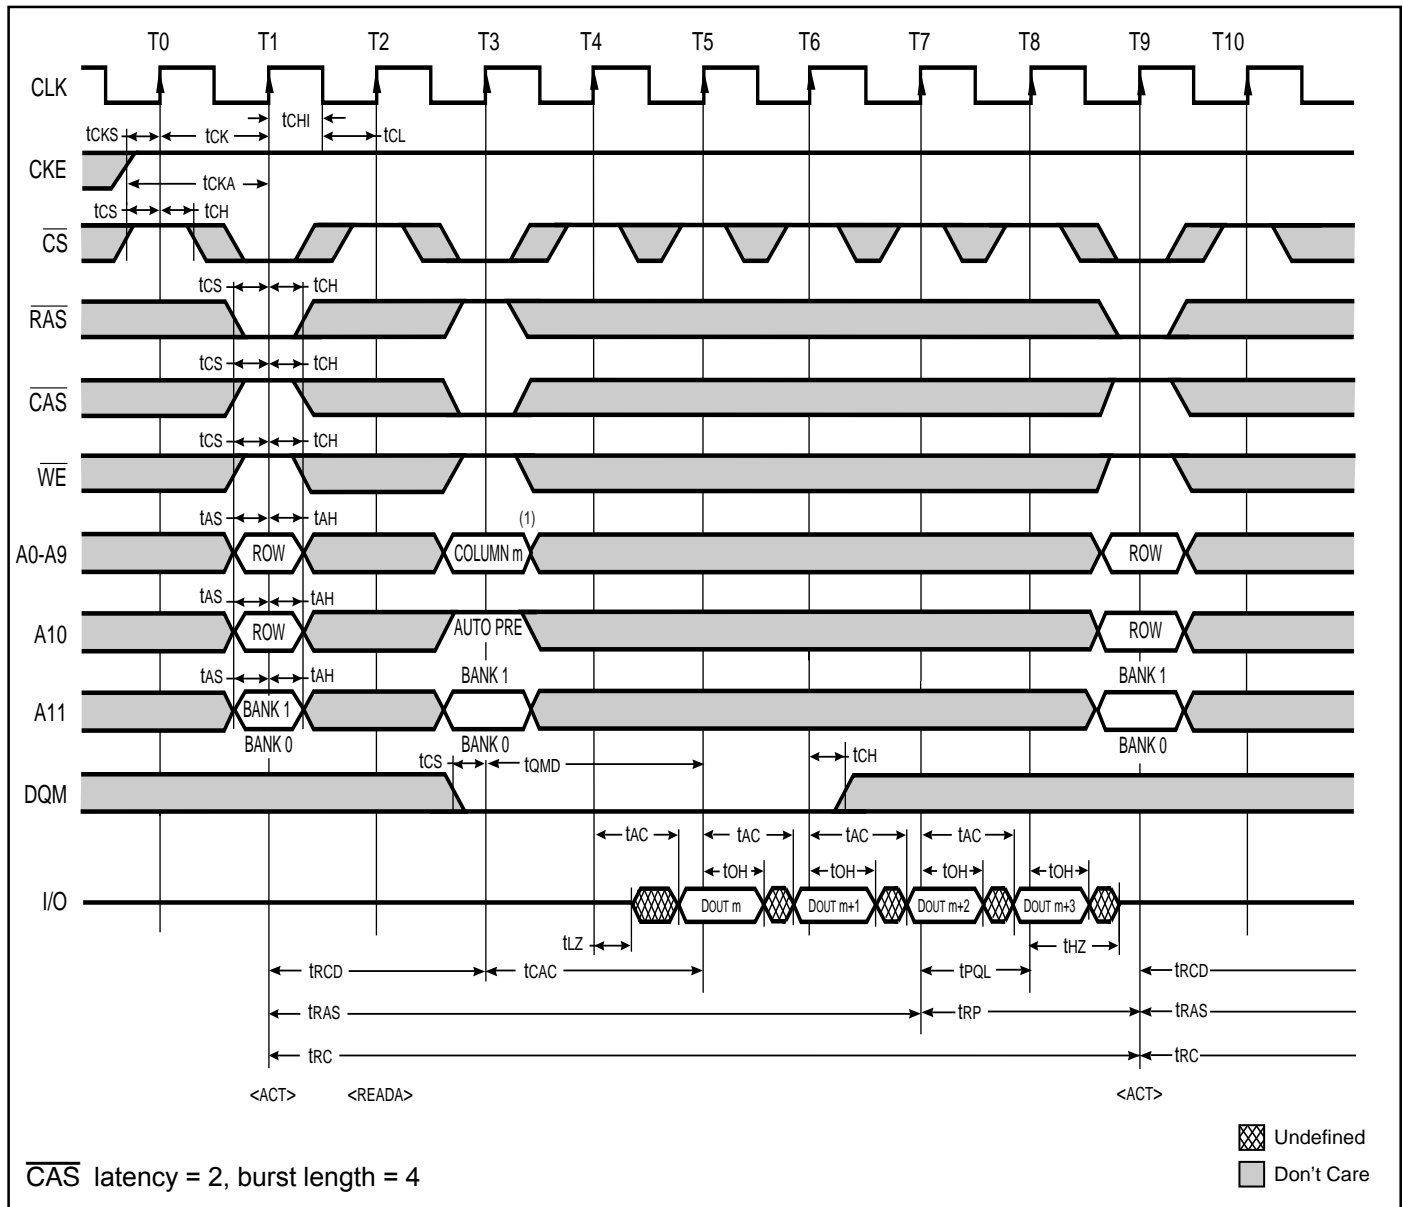 T0 T1 T2 T3 T4 T5 T6 T7 T8 T9 T10
CLK
tCHI
tCKS tCK tCL
CKE
tCKA
tCS tCH
CS
tCS tCH
RAS
tCS tCH
CAS
tCS tCH
WE
tAS tAH (1)
A0-A9 ROW COLUMN m ROW
tAS tAH
A10 ROW AUTO PRE ROW
tAS tAH BANK 1 BANK 1
A11 BANK 1
BANK 0 BANK 0 BANK 0
tCS tQMD tCH
DQM
tAC tAC tAC tAC
tOH tOH tOH tOH
I/O DOUT m DOUT m+1 DOUT m+2 DOUT m+3
tLZ tHZ
tRCD tCAC tPQL tRCD
tRAS tRP tRAS
tRC tRC
<ACT> <READA> <ACT>
Undefined
Don't Care
CAS latency = 2, burst length = 4